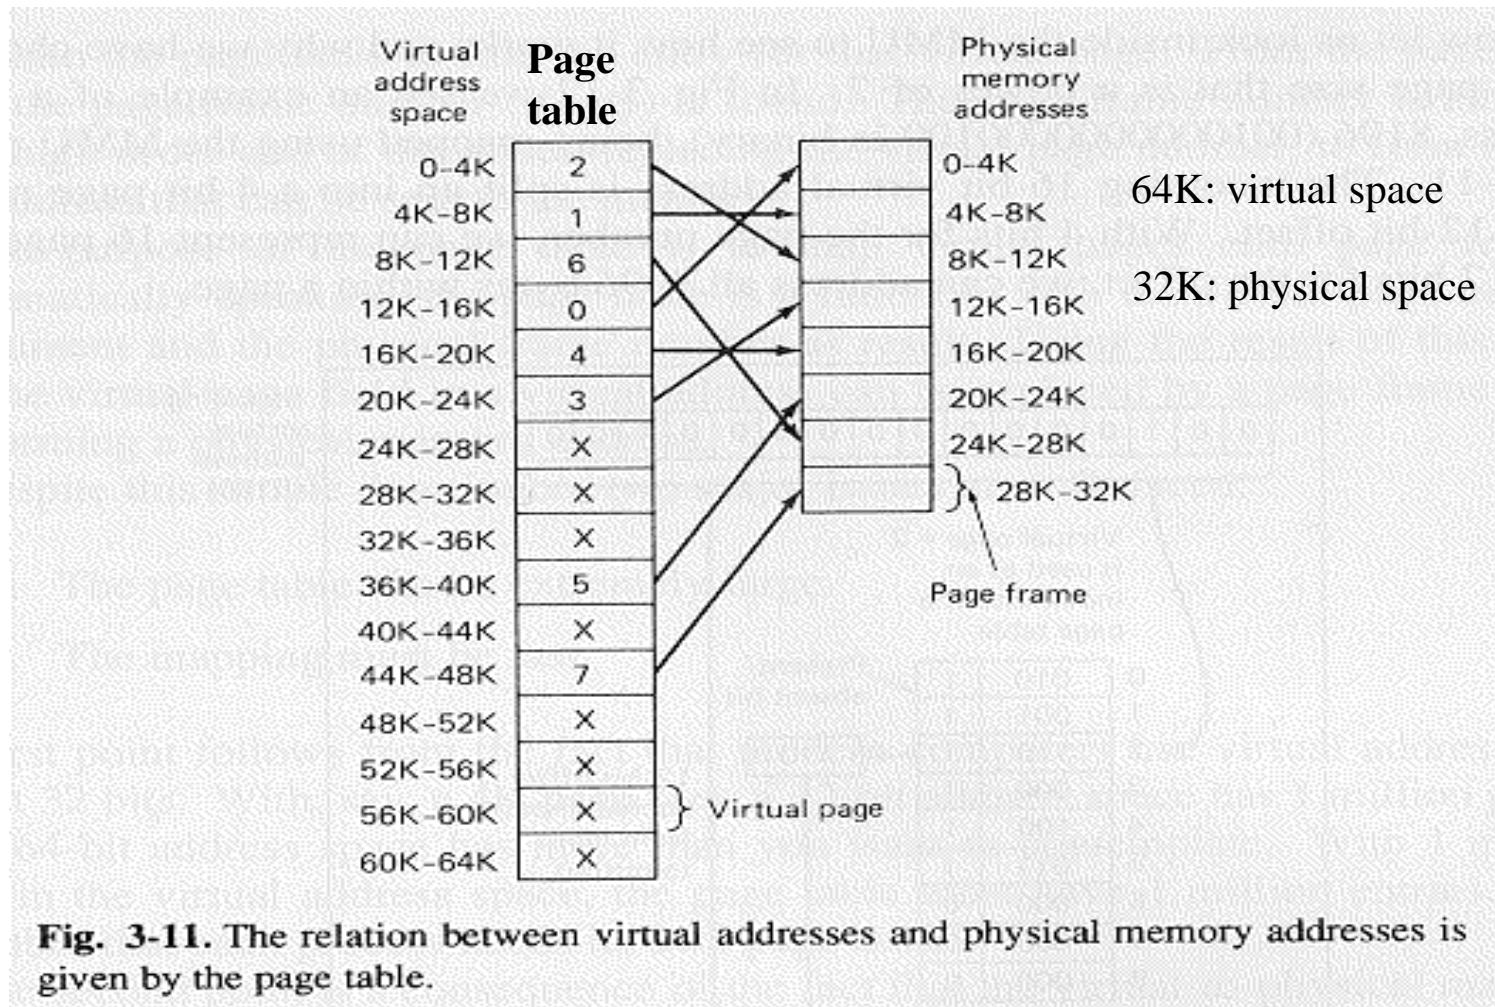 Virtual
address
space
Page
table
Physical
memory
addresses
0-4K 2 0-4K
64K: virtual space
4K-8K 1 4K-8K
8K-12K 6 8K-12K
32K: physical space
12K-16K 0 12K-16K
16K-20K 4 16K-20K
20K-24K 3 20K-24K
24K-28K X 24K-28K
28K-32K X 28K-32K
32K-36K X
36K-40K 5
Page frame
40K-44K X
44K-48K 7
48K-52K X
52K-56K X
56K-60K X Virtual page
60K-64K X
Fig. 3-11. The relation between virtual addresses and physical memory addresses is
given by the page table.